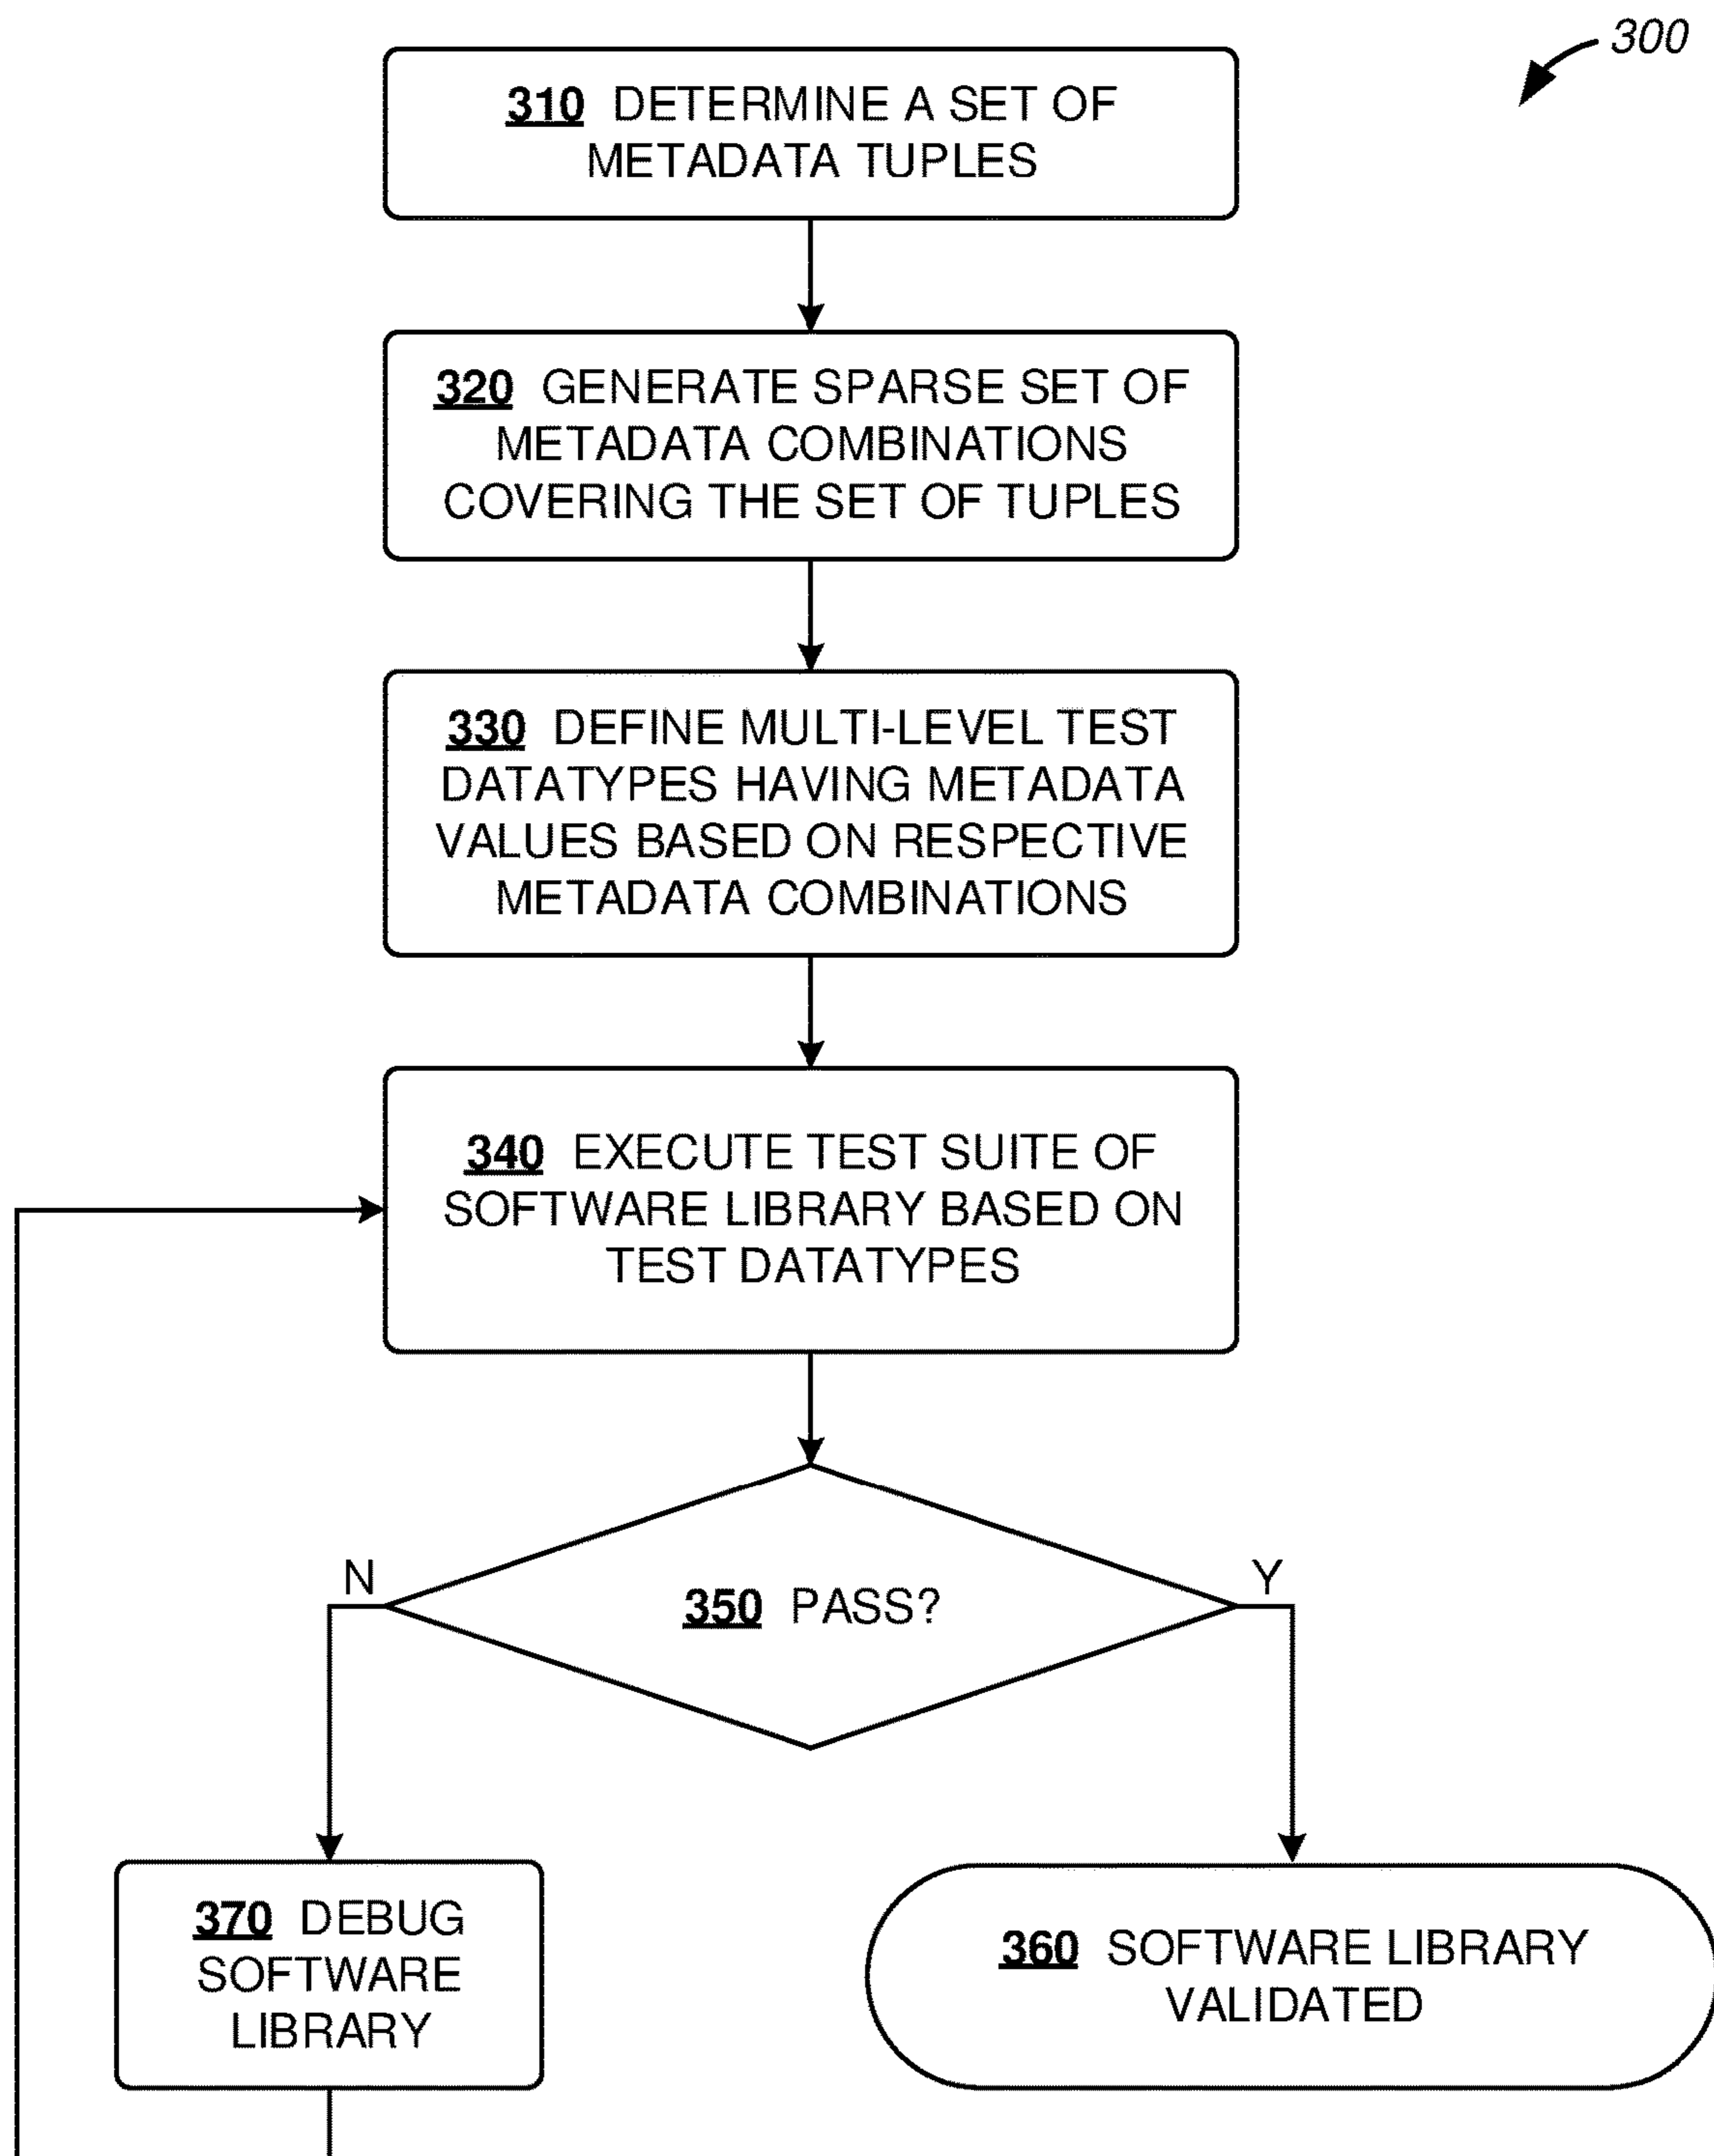 300
310 DETERMINE A SET OF
METADATA TUPLES
320 GENERATE SPARSE SET OF
METADATA COMBINATIONS
COVERING THE SET OF TUPLES
330 DEFINE MULTI-LEVEL TEST
DATATYPES HAVING METADATA
VALUES BASED ON RESPECTIVE
METADATA COMBINATIONS
340 EXECUTE TEST SUITE OF
SOFTWARE LIBRARY BASED ON
TEST DATATYPES
N
350 PASS?
Y
370 DEBUG
SOFTWARE
LIBRARY
360 SOFTWARE LIBRARY
VALIDATED